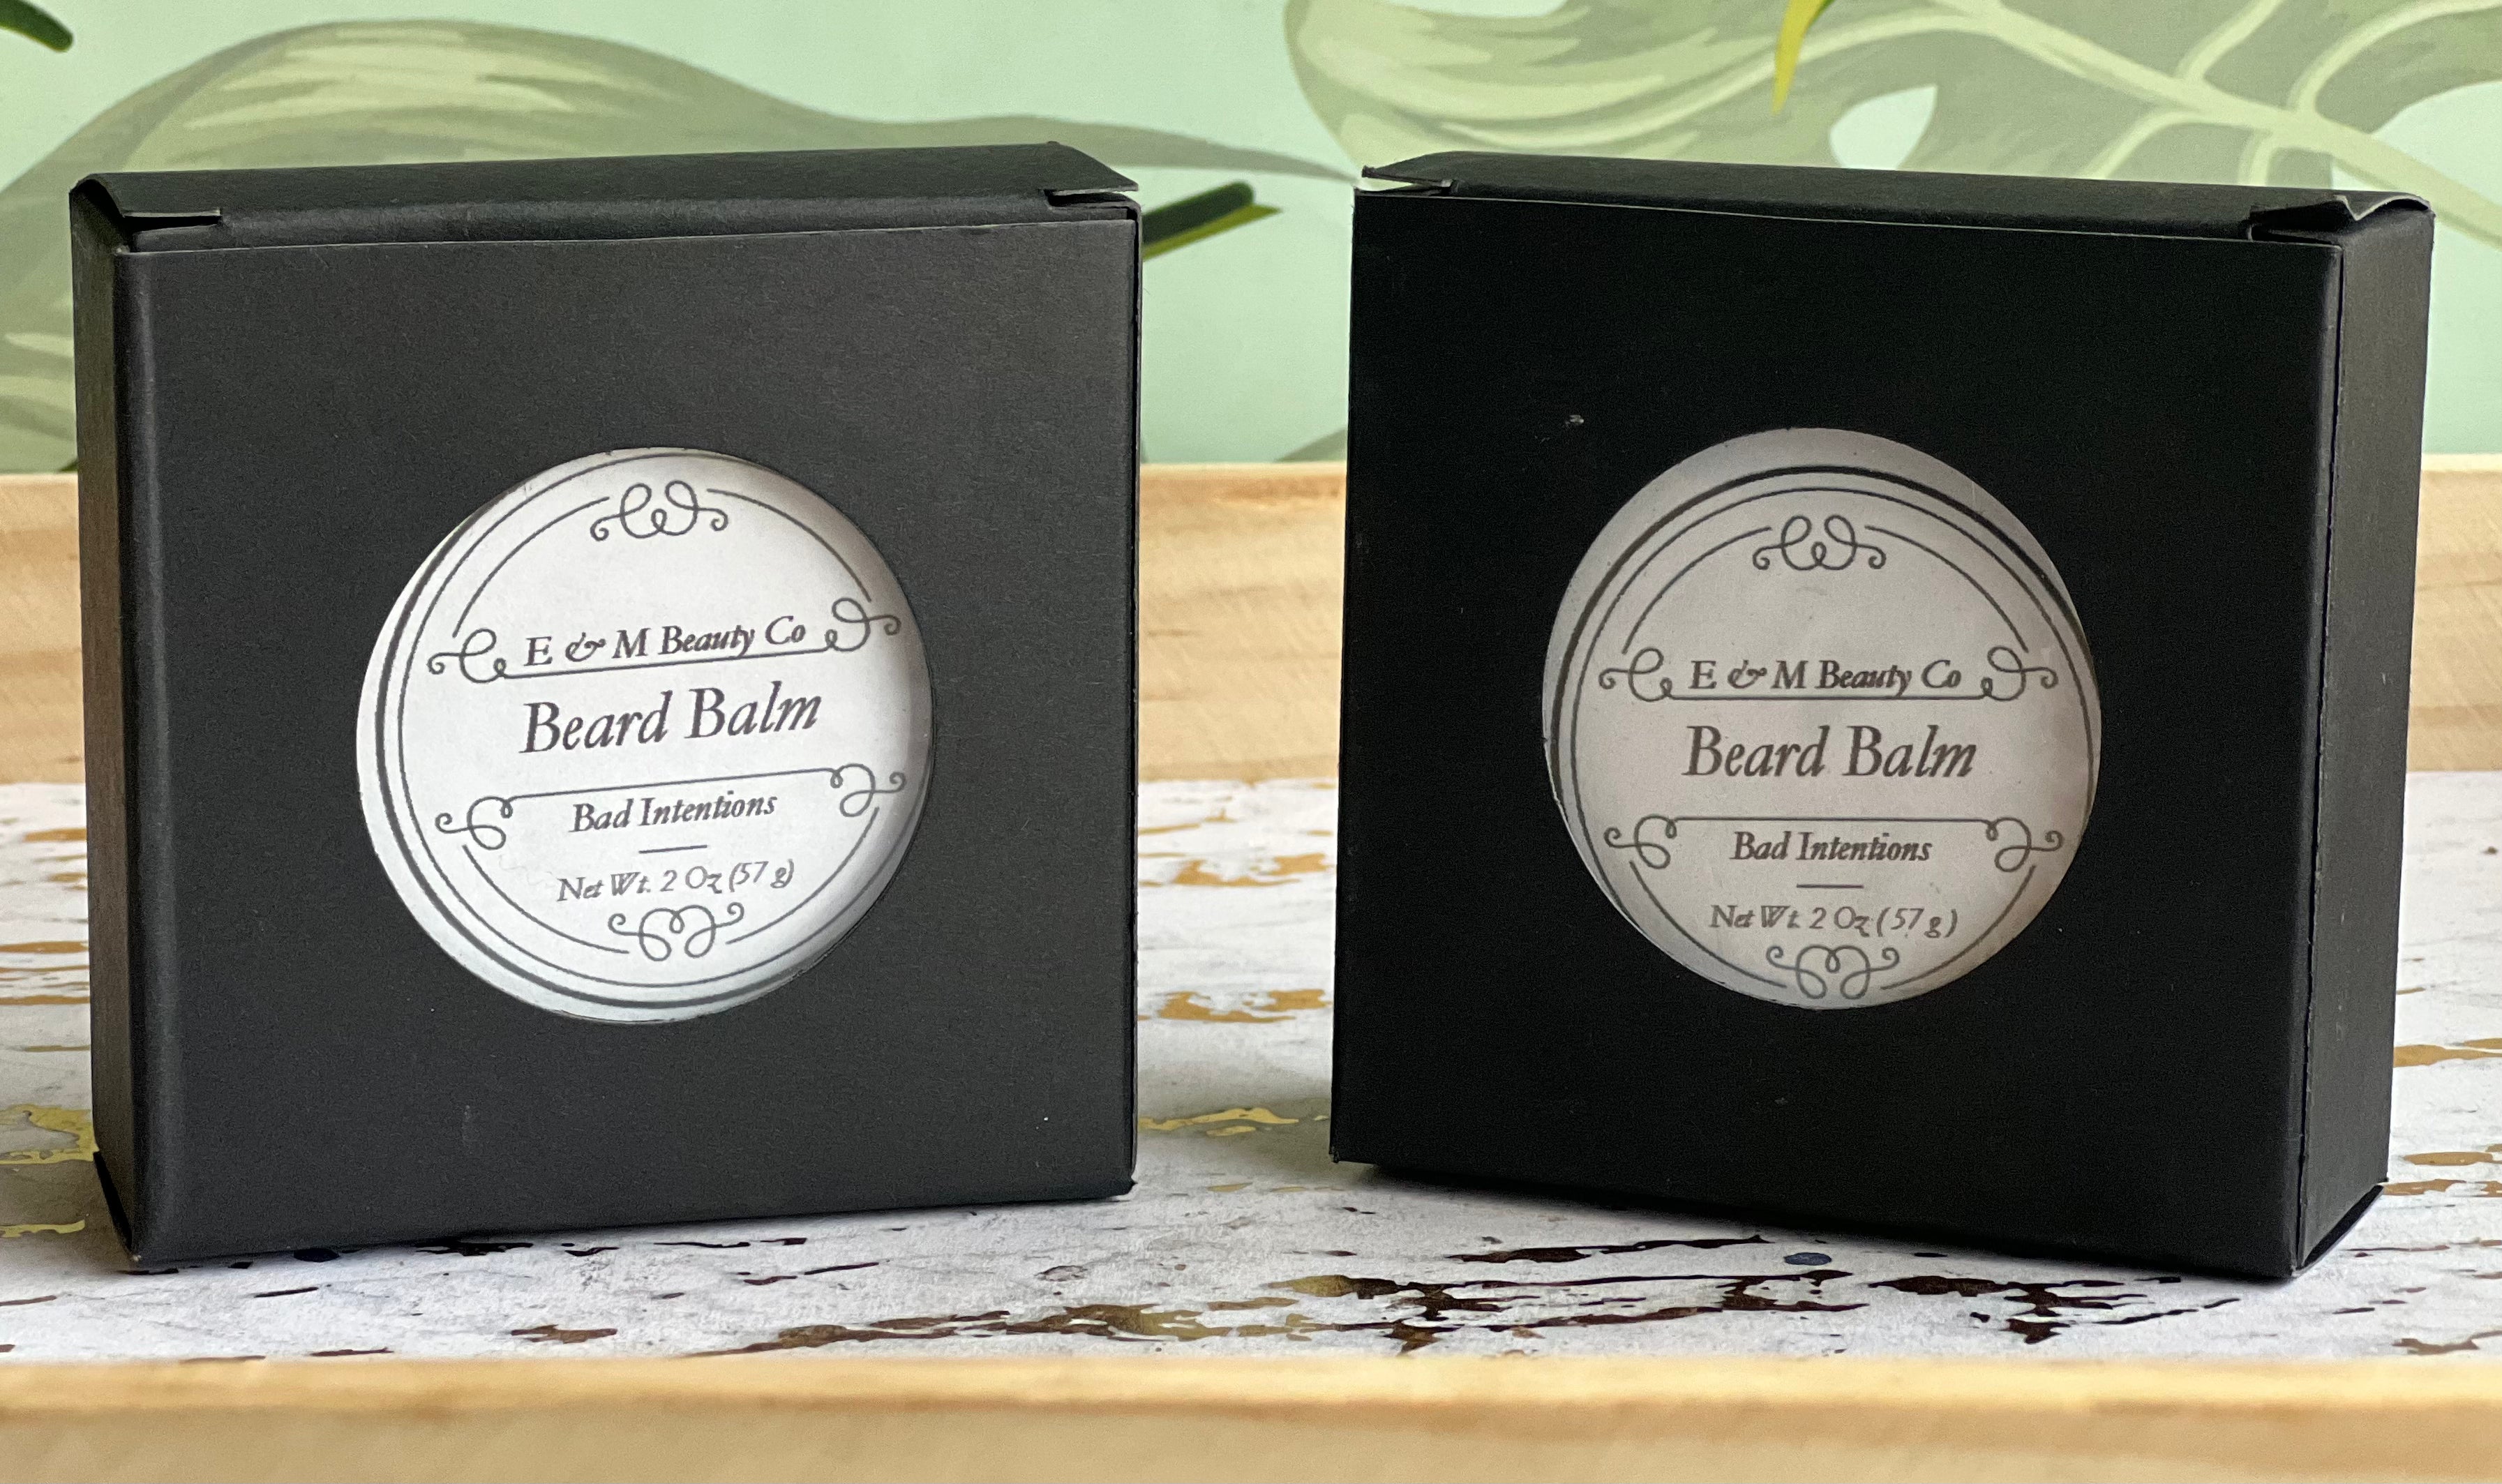 E & M Beauty Co
Beard Balm
Bad Intentions
Net Wt. 2 Oz (57 g)
E & M Beauty Co
Beard Balm
Bad Intentions
Net Wt. 2 Oz (57 g)